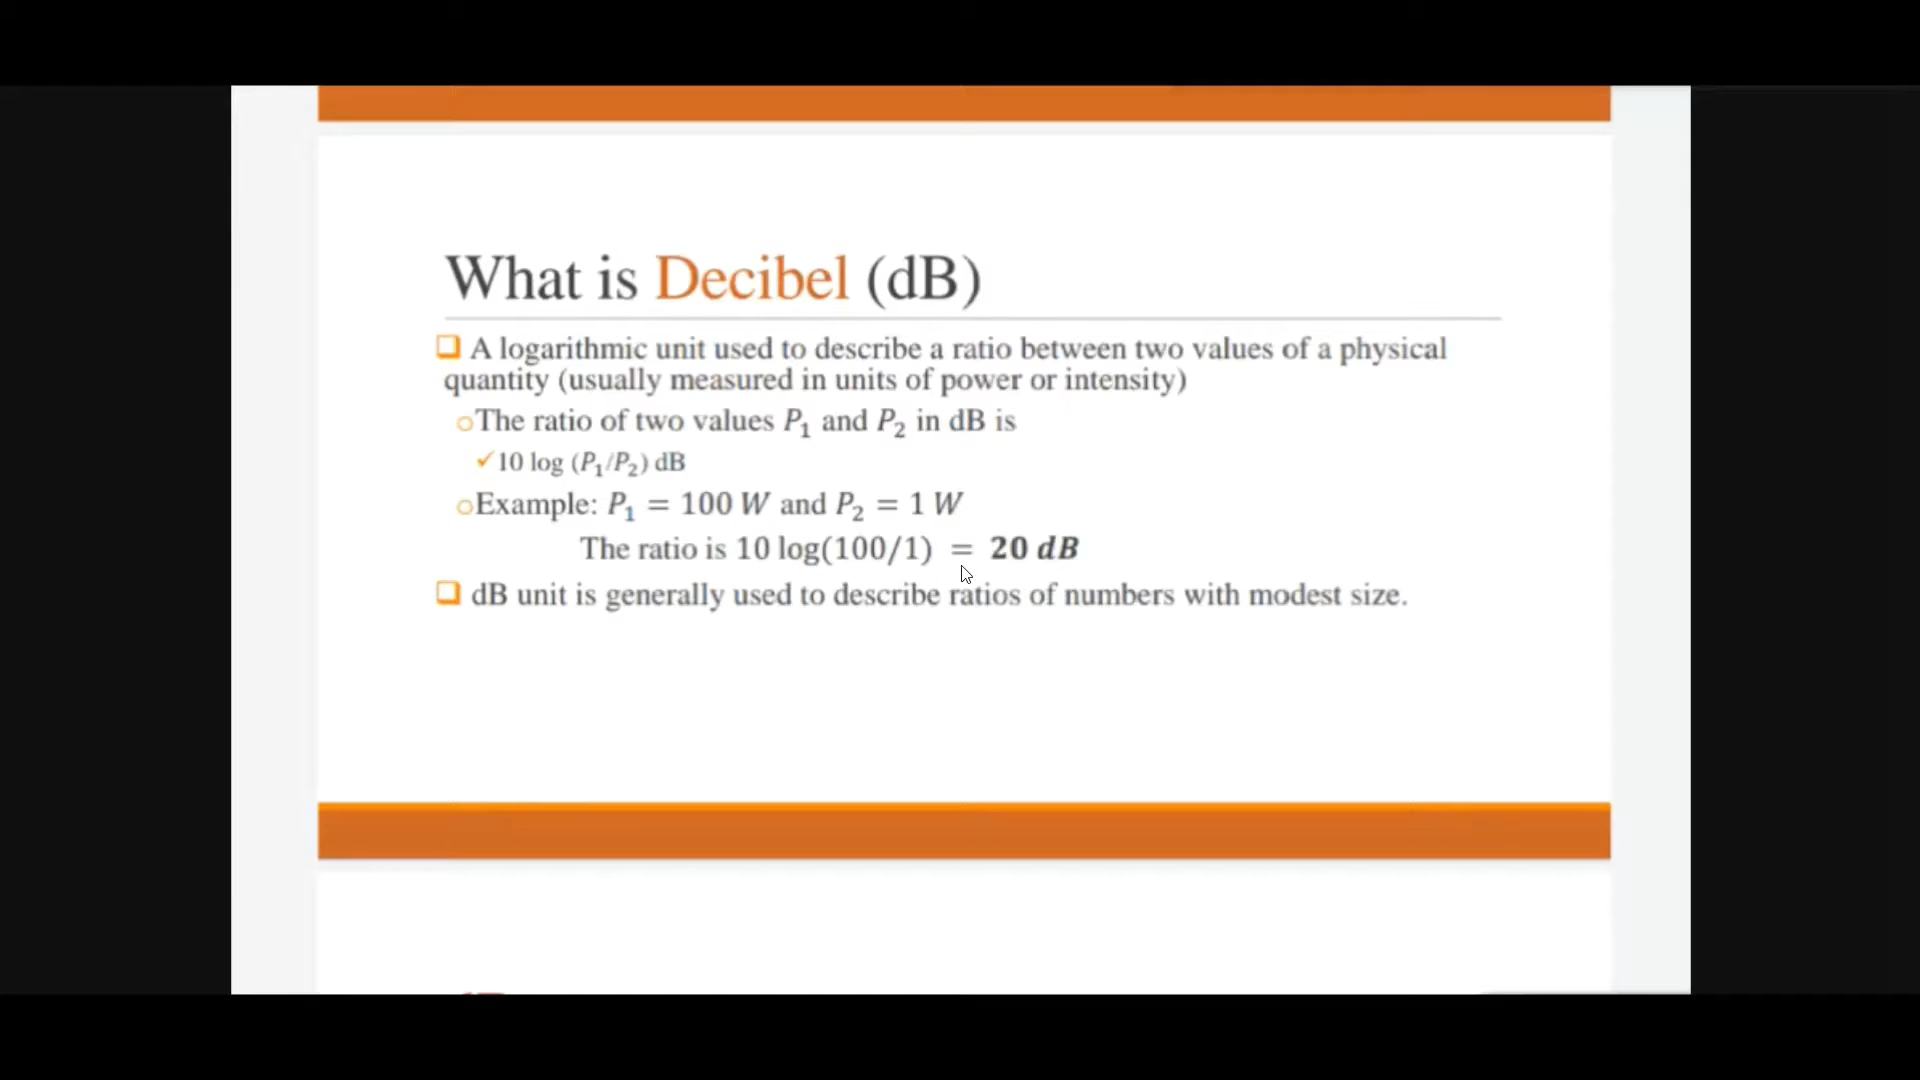 What is Decibel (dB)
❑ A logarithmic unit used to describe a ratio between two values of a physical
quantity (usually measured in units of power or intensity)
○The ratio of two values P₁ and P₂ in dB is
✓10 log (P₁/P₂) dB
○Example: P₁ = 100 W and P₂ = 1 W
The ratio is 10 log(100/1) = 20 dB
❑ dB unit is generally used to describe ratios of numbers with modest size.